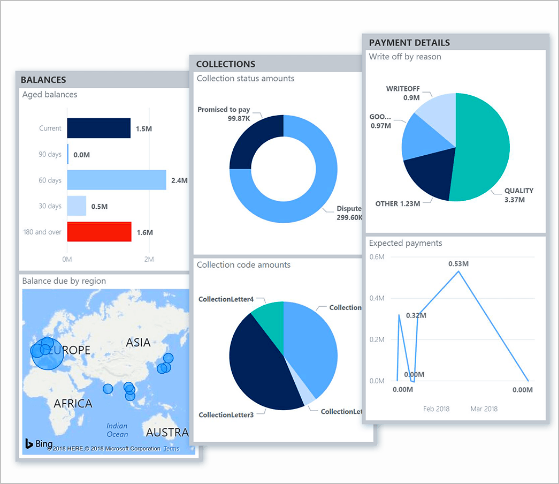 BALANCES
Aged balances
Current
1.5M
90 days
0.0M
60 days
2.4M
30 days
0.5M
180 and over
1.6M
0M
2M
Balance due by region
EUROPE
ASIA
AFRICA
Indian
Ocean
AUSTRA
Bing
© 2018 HERE © 2018 Microsoft Corporation Terms
COLLECTIONS
Collection status amounts
Promised to pay
99.87K
Dispute
299.60K
Collection code amounts
CollectionLetter4
Collection
CollectionLetter3
CollectionLet
PAYMENT DETAILS
Write off by reason
WRITEOFF
0.9M
GOO...
0.97M
OTHER 1.23M
QUALITY
3.37M
Expected payments
0.6M
0.53M
0.4M
0.32M
0.2M
0.00M
0.0M
0.00M
0.00M
Feb 2018
Mar 2018